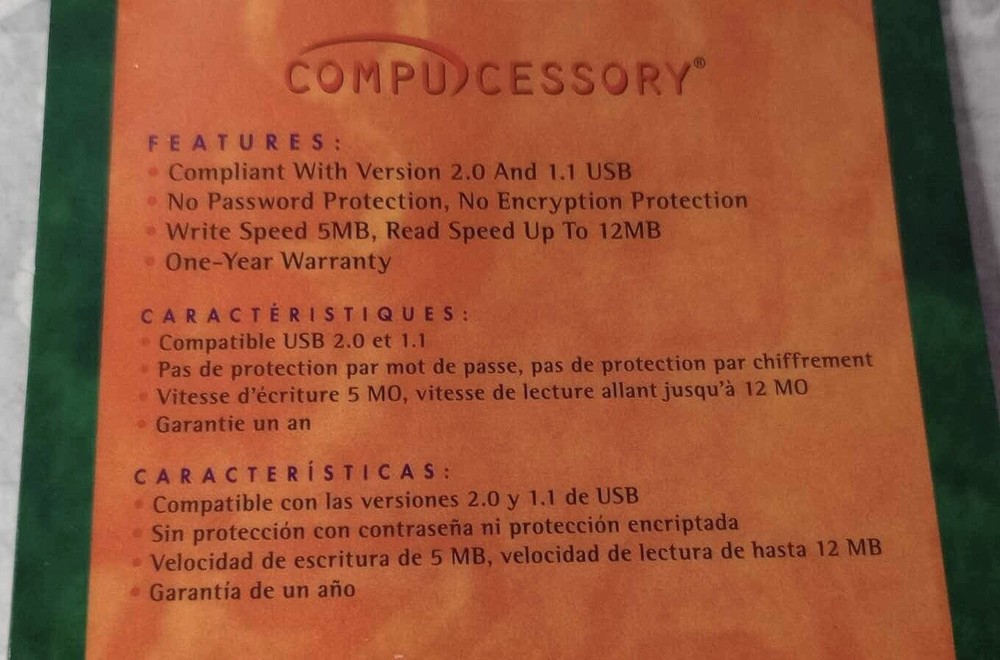 COMPUCESSORY®
FEATURES:
• Compliant With Version 2.0 And 1.1 USB
• No Password Protection, No Encryption Protection
• Write Speed 5MB, Read Speed Up To 12MB
• One-Year Warranty
CARACTÉRISTIQUES:
• Compatible USB 2.0 et 1.1
• Pas de protection par mot de passe, pas de protection par chiffrement
• Vitesse d'écriture 5 MO, vitesse de lecture allant jusqu'à 12 MO
• Garantie un an
CARACTERÍSTICAS:
• Compatible con las versiones 2.0 y 1.1 de USB
• Sin protección con contraseña ni protección encriptada
• Velocidad de escritura de 5 MB, velocidad de lectura de hasta 12 MB
• Garantía de un año